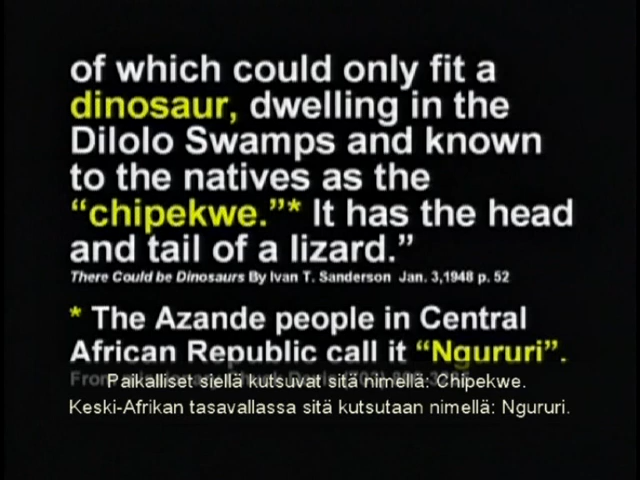 of which could only fit a
dinosaur, dwelling in the
Dilolo Swamps and known
to the natives as the
“chipekwe.”* It has the head
and tail of a lizard.”
There Could be Dinosaurs By Ivan T. Sanderson Jan. 3,1948 p. 52
* The Azande people in Central
African Republic call it “Ngururi”.
Paikalliset siellä kutsuvat sitä nimellä: Chipekwe.
Keski-Afrikan tasavallassa sitä kutsutaan nimellä: Ngururi.